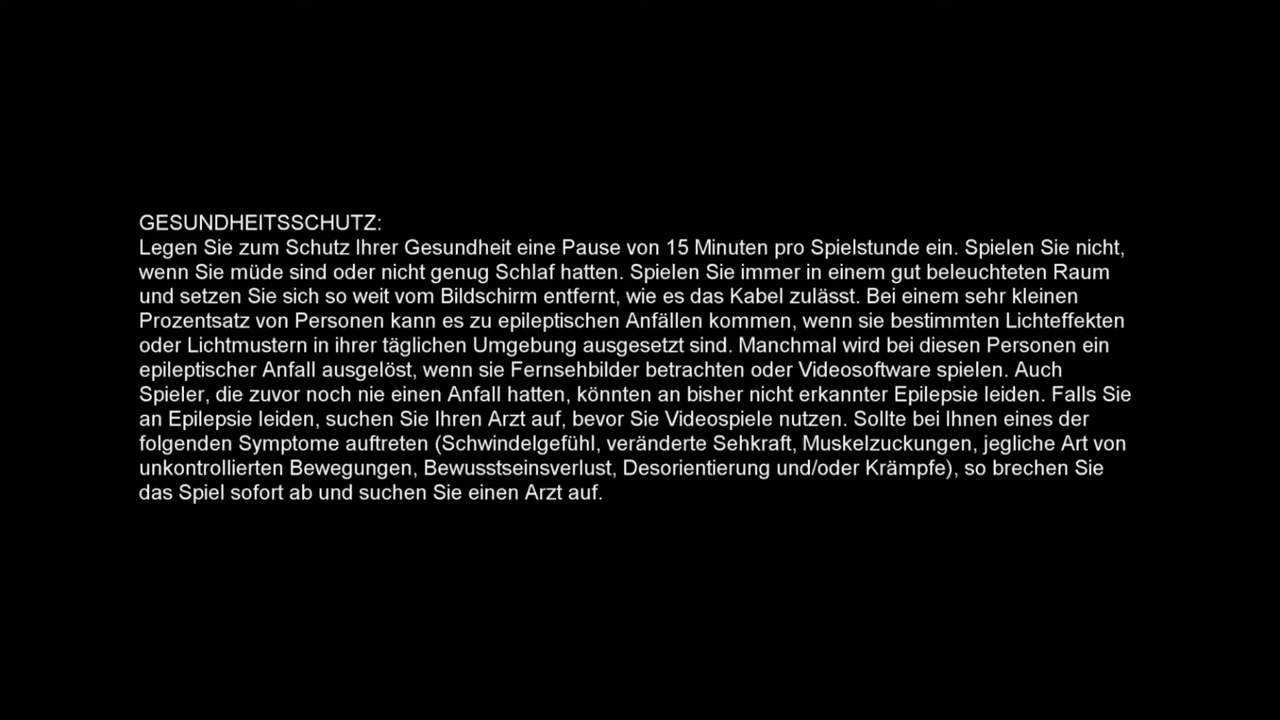 GESUNDHEITSSCHUTZ:
Legen Sie zum Schutz Ihrer Gesundheit eine Pause von 15 Minuten pro Spielstunde ein. Spielen Sie nicht,
wenn Sie müde sind oder nicht genug Schlaf hatten. Spielen Sie immer in einem gut beleuchteten Raum
und setzen Sie sich so weit vom Bildschirm entfernt, wie es das Kabel zulässt. Bei einem sehr kleinen
Prozentsatz von Personen kann es zu epileptischen Anfällen kommen, wenn sie bestimmten Lichteffekten
oder Lichtmustern in ihrer täglichen Umgebung ausgesetzt sind. Manchmal wird bei diesen Personen ein
epileptischer Anfall ausgelöst, wenn sie Fernsehbilder betrachten oder Videosoftware spielen. Auch
Spieler, die zuvor noch nie einen Anfall hatten, könnten an bisher nicht erkannter Epilepsie leiden. Falls Sie
an Epilepsie leiden, suchen Sie Ihren Arzt auf, bevor Sie Videospiele nutzen. Sollte bei Ihnen eines der
folgenden Symptome auftreten (Schwindelgefühl, veränderte Sehkraft, Muskelzuckungen, jegliche Art von
unkontrollierten Bewegungen, Bewusstseinsverlust, Desorientierung und/oder Krämpfe), so brechen Sie
das Spiel sofort ab und suchen Sie einen Arzt auf.